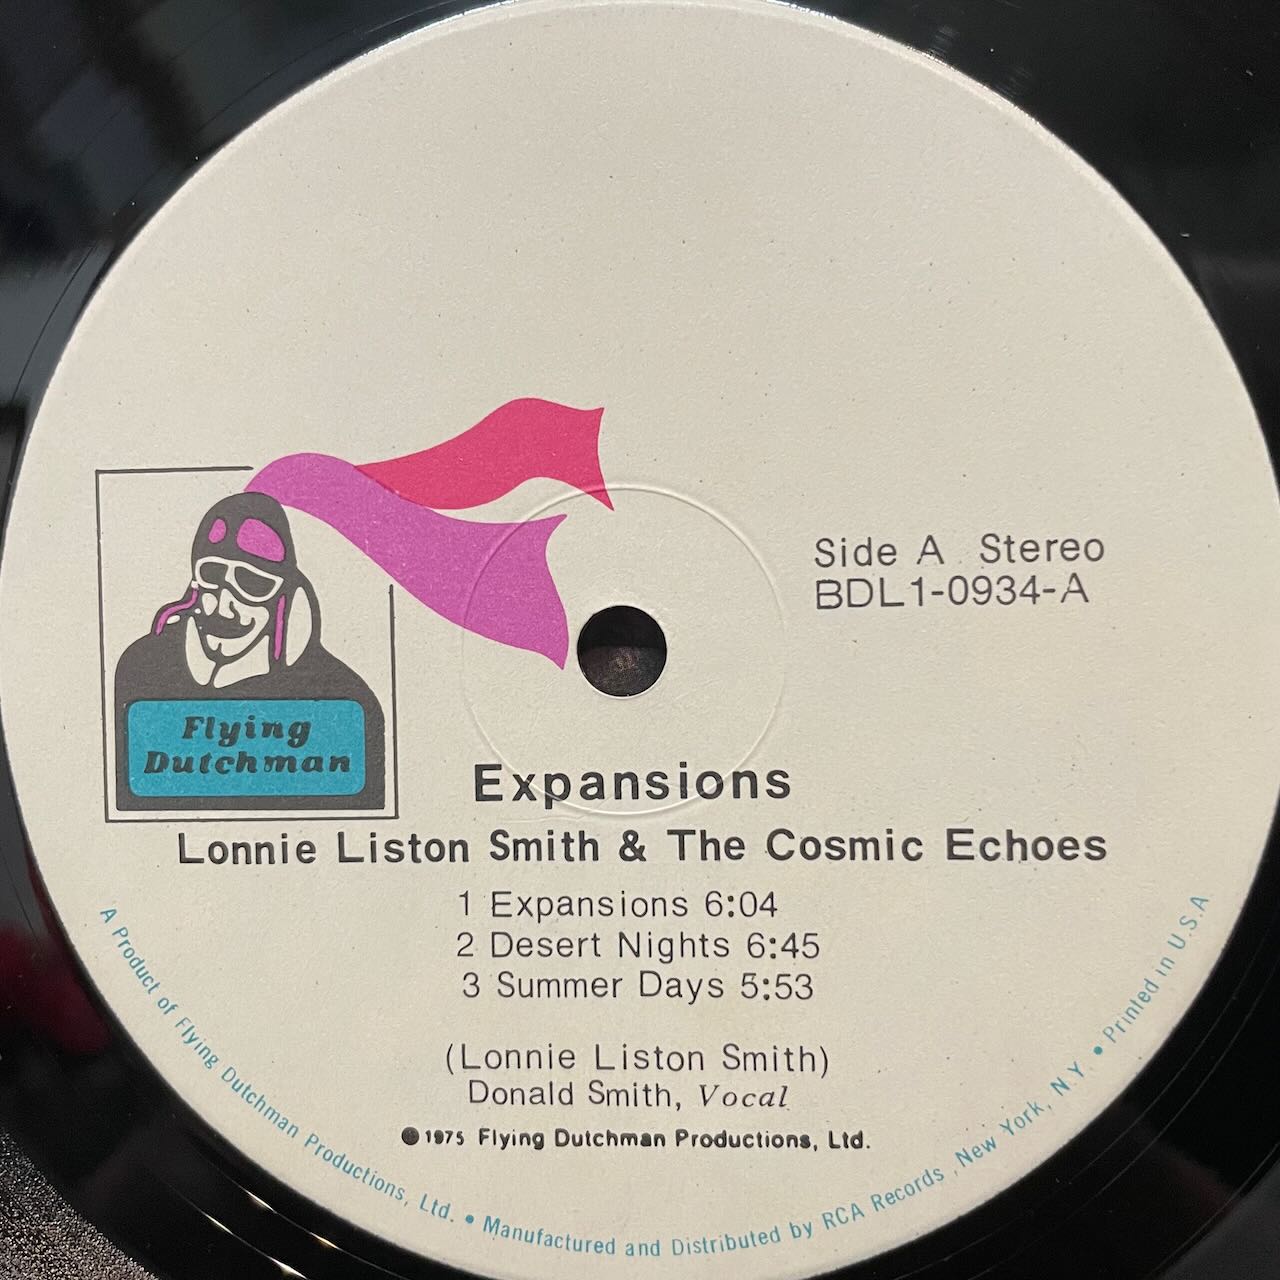 Side A Stereo
BDL1-0934-A
Flying
Dutchman
Expansions
Lonnie Liston Smith & The Cosmic Echoes
1 Expansions 6:04
2 Desert Nights 6:45
3 Summer Days 5:53
(Lonnie Liston Smith)
Donald Smith, Vocal
℗1975 Flying Dutchman Productions, Ltd.
A Product of Flying Dutchman Productions, Ltd. • Manufactured and Distributed by RCA Records, New York, N.Y. • Printed in U.S.A